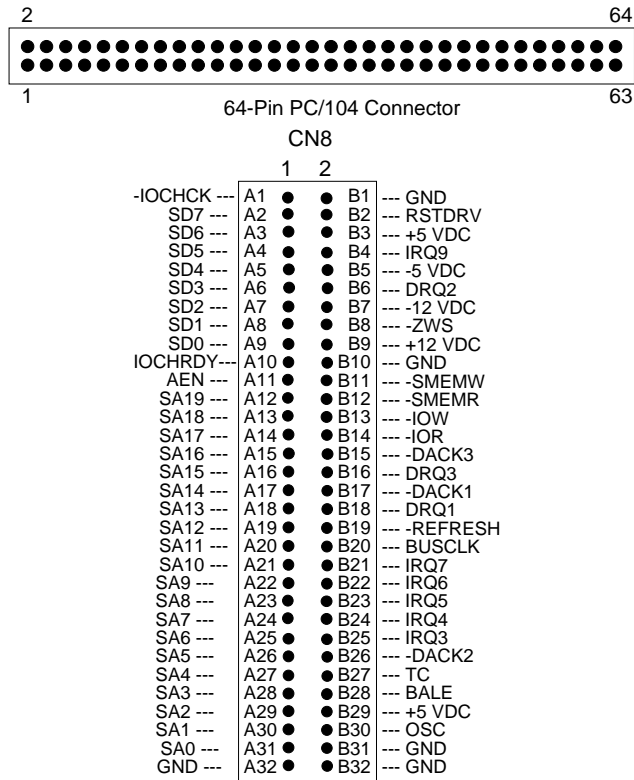 2 64
1 63
64-Pin PC/104 Connector
CN8
1 2
-IOCHCK --- A1 B1 --- GND
SD7 --- A2 B2 --- RSTDRV
SD6 --- A3 B3 --- +5 VDC
SD5 --- A4 B4 --- IRQ9
SD4 --- A5 B5 --- -5 VDC
SD3 --- A6 B6 --- DRQ2
SD2 --- A7 B7 --- -12 VDC
SD1 --- A8 B8 --- -ZWS
SD0 --- A9 B9 --- +12 VDC
IOCHRDY--- A10 B10 --- GND
AEN --- A11 B11 --- -SMEMW
SA19 --- A12 B12 --- -SMEMR
SA18 --- A13 B13 --- -IOW
SA17 --- A14 B14 --- -IOR
SA16 --- A15 B15 --- -DACK3
SA15 --- A16 B16 --- DRQ3
SA14 --- A17 B17 --- -DACK1
SA13 --- A18 B18 --- DRQ1
SA12 --- A19 B19 --- -REFRESH
SA11 --- A20 B20 --- BUSCLK
SA10 --- A21 B21 --- IRQ7
SA9 --- A22 B22 --- IRQ6
SA8 --- A23 B23 --- IRQ5
SA7 --- A24 B24 --- IRQ4
SA6 --- A25 B25 --- IRQ3
SA5 --- A26 B26 --- -DACK2
SA4 --- A27 B27 --- TC
SA3 --- A28 B28 --- BALE
SA2 --- A29 B29 --- +5 VDC
SA1 --- A30 B30 --- OSC
SA0 --- A31 B31 --- GND
GND --- A32 B32 --- GND